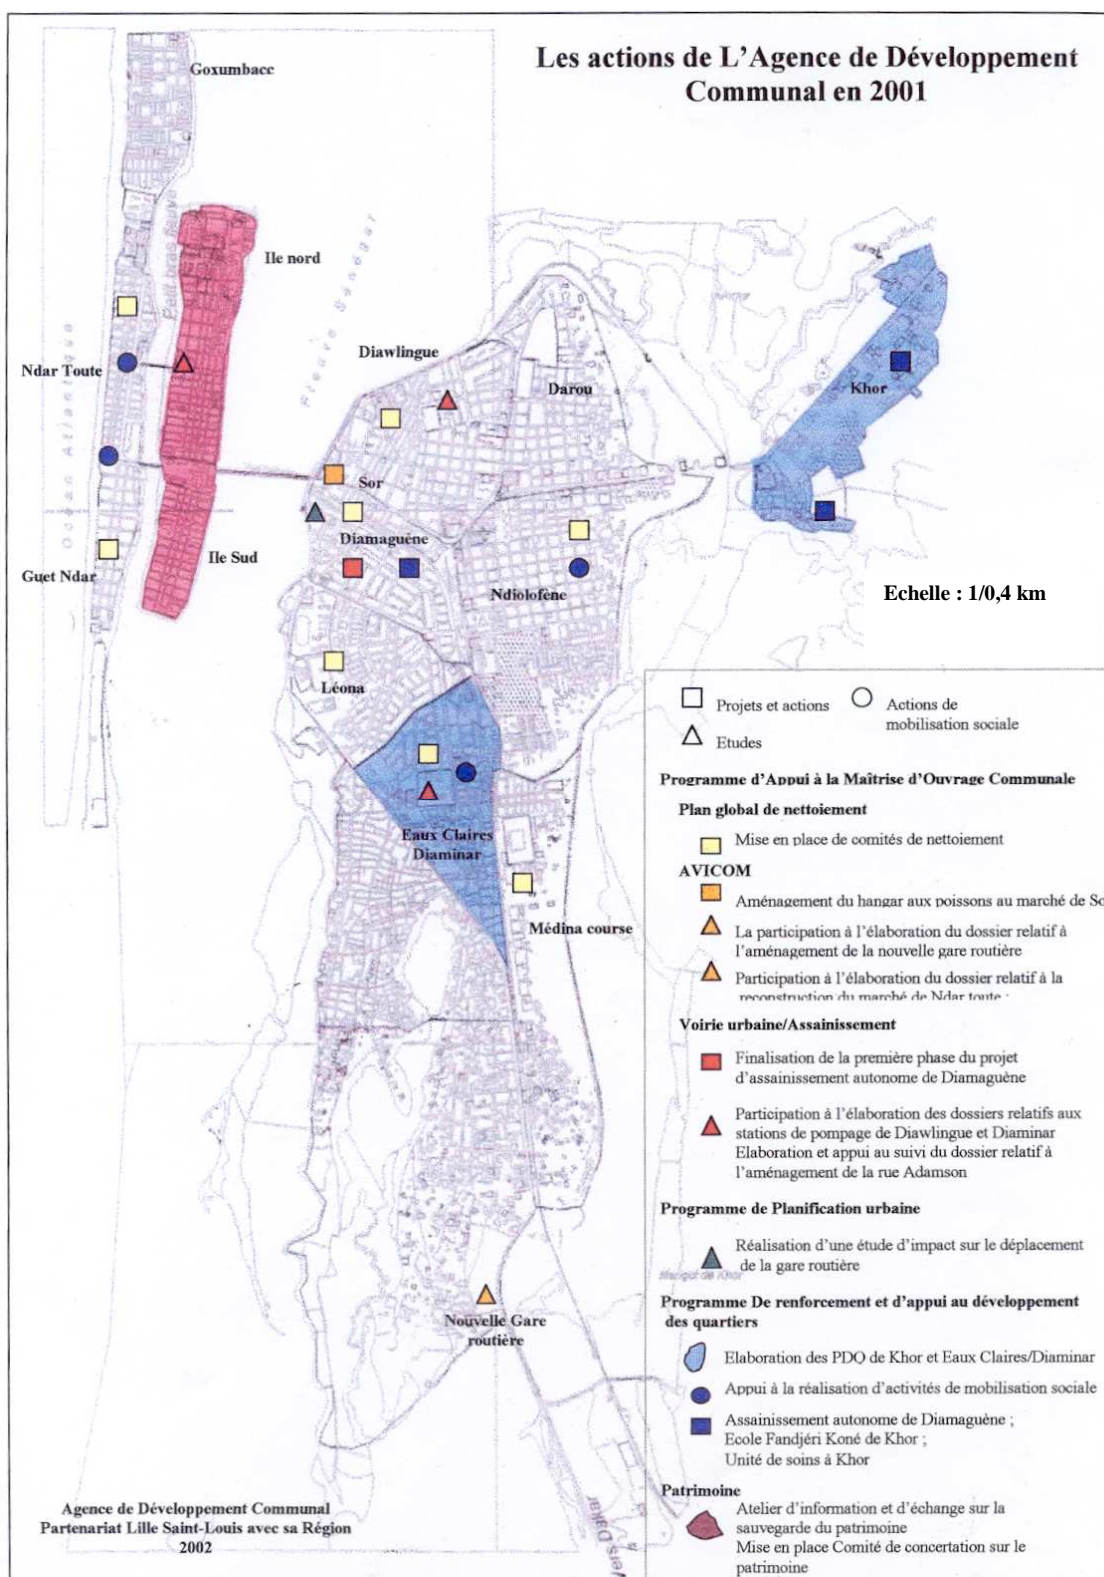 Les actions de L'Agence de Développement
Communal en 2001
Goxumbacc
Ile nord
Fleuve Sénégal
Océan Atlantique
Diawlingue
Ndar Toute
Darou
Khor
Sor
Diamaguène
Ile Sud
Guet Ndar
Ndiolofène
Echelle : 1/0,4 km
Léona
Eaux Claires
Diaminar
Médina course
Nouvelle Gare
routière
Vers Dakar
Agence de Développement Communal
Partenariat Lille Saint-Louis avec sa Région
2002
Projets et actions
Actions de
mobilisation sociale
Etudes
Programme d'Appui à la Maîtrise d'Ouvrage Communale
Plan global de nettoiement
Mise en place de comités de nettoiement
AVICOM
Aménagement du hangar aux poissons au marché de So
La participation à l'élaboration du dossier relatif à
l'aménagement de la nouvelle gare routière
Participation à l'élaboration du dossier relatif à la
reconstruction du marché de Ndar toute ;
Voirie urbaine/Assainissement
Finalisation de la première phase du projet
d'assainissement autonome de Diamaguène
Participation à l'élaboration des dossiers relatifs aux
stations de pompage de Diawlingue et Diaminar
Elaboration et appui au suivi du dossier relatif à
l'aménagement de la rue Adamson
Programme de Planification urbaine
Réalisation d'une étude d'impact sur le déplacement
de la gare routière
Programme De renforcement et d'appui au développement
des quartiers
Elaboration des PDQ de Khor et Eaux Claires/Diaminar
Appui à la réalisation d'activités de mobilisation sociale
Assainissement autonome de Diamaguène ;
Ecole Fandjéri Koné de Khor ;
Unité de soins à Khor
Patrimoine
Atelier d'information et d'échange sur la
sauvegarde du patrimoine
Mise en place Comité de concertation sur le
patrimoine